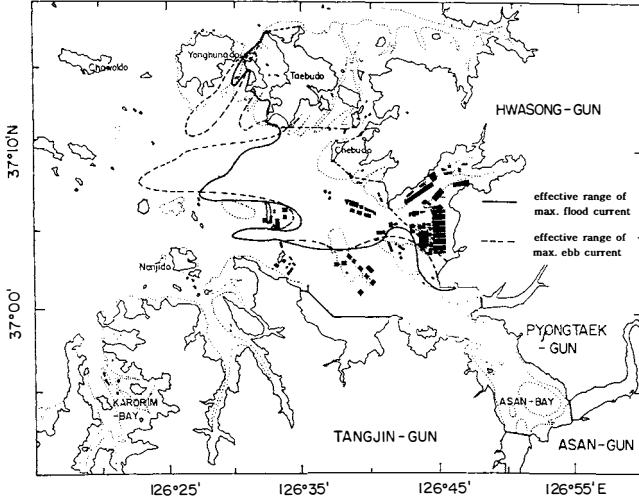 Yonghungdo
Chawoldo
Taebudo
HWASONG-GUN
37°10'N
Chebudo
effective range of
max. flood current
effective range of
max. ebb current
Nanjido
37°00'
PYONGTAEK
-GUN
KARORIM
-BAY
ASAN-BAY
TANGJIN-GUN
ASAN-GUN
126°25'
126°35'
126°45'
126°55'E